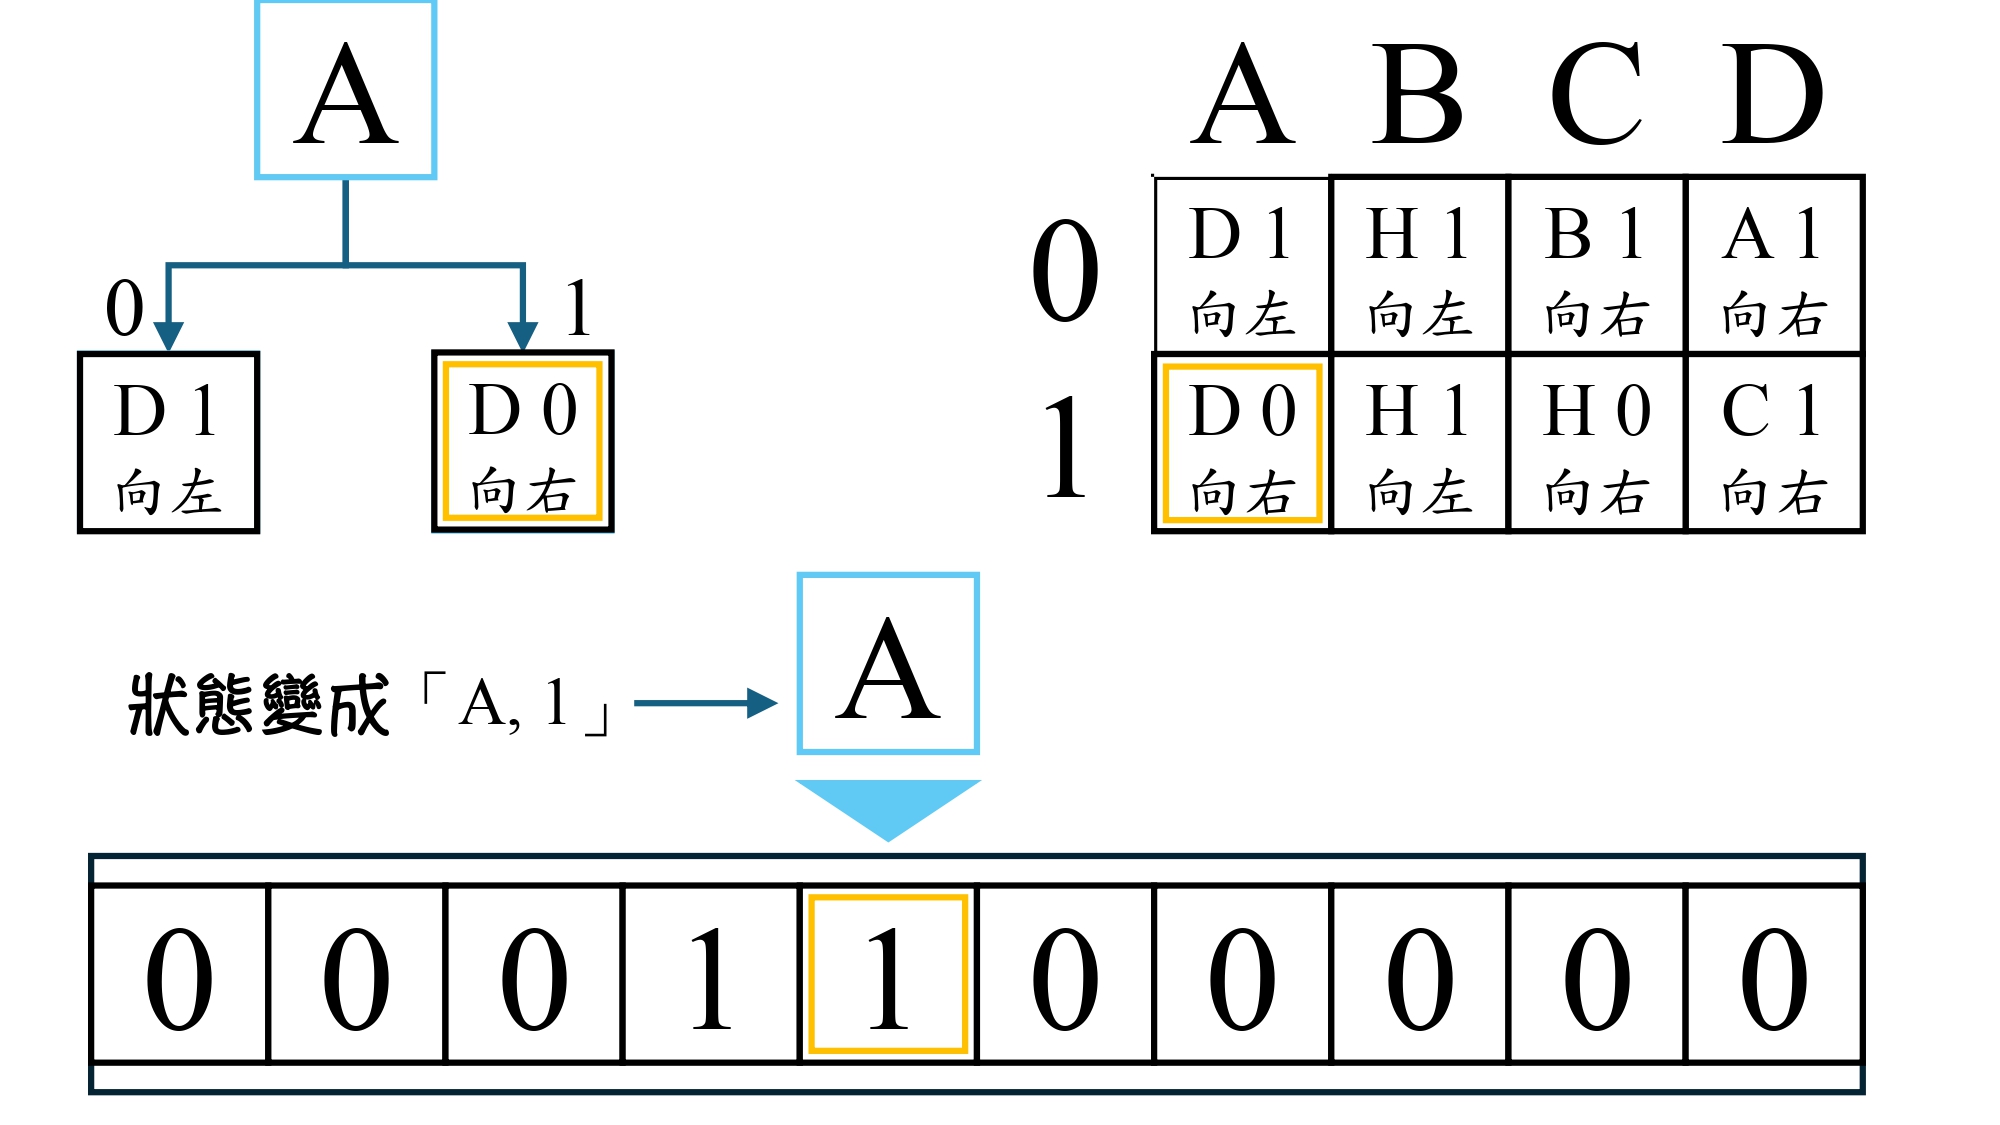 A
0 1
D 1
向左
D 0
向右
A B C D
0
D 1 H 1 B 1 A 1
向左 向左 向右 向右
1
D 0 H 1 H 0 C 1
向右 向左 向右 向右
狀態變成「A, 1」
A
0 0 0 1 1 0 0 0 0 0